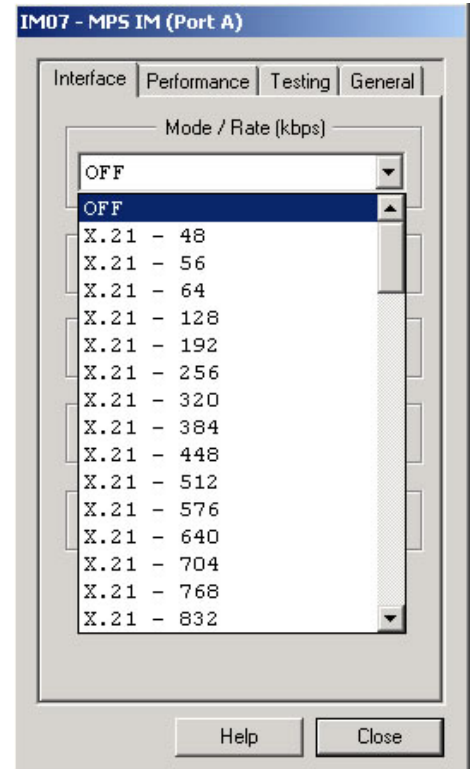 IM07 - MPS IM (Port A)
Interface Performance Testing General
Mode / Rate (kbps)
OFF
OFF
X.21 - 48
X.21 - 56
X.21 - 64
X.21 - 128
X.21 - 192
X.21 - 256
X.21 - 320
X.21 - 384
X.21 - 448
X.21 - 512
X.21 - 576
X.21 - 640
X.21 - 704
X.21 - 768
X.21 - 832
Help Close